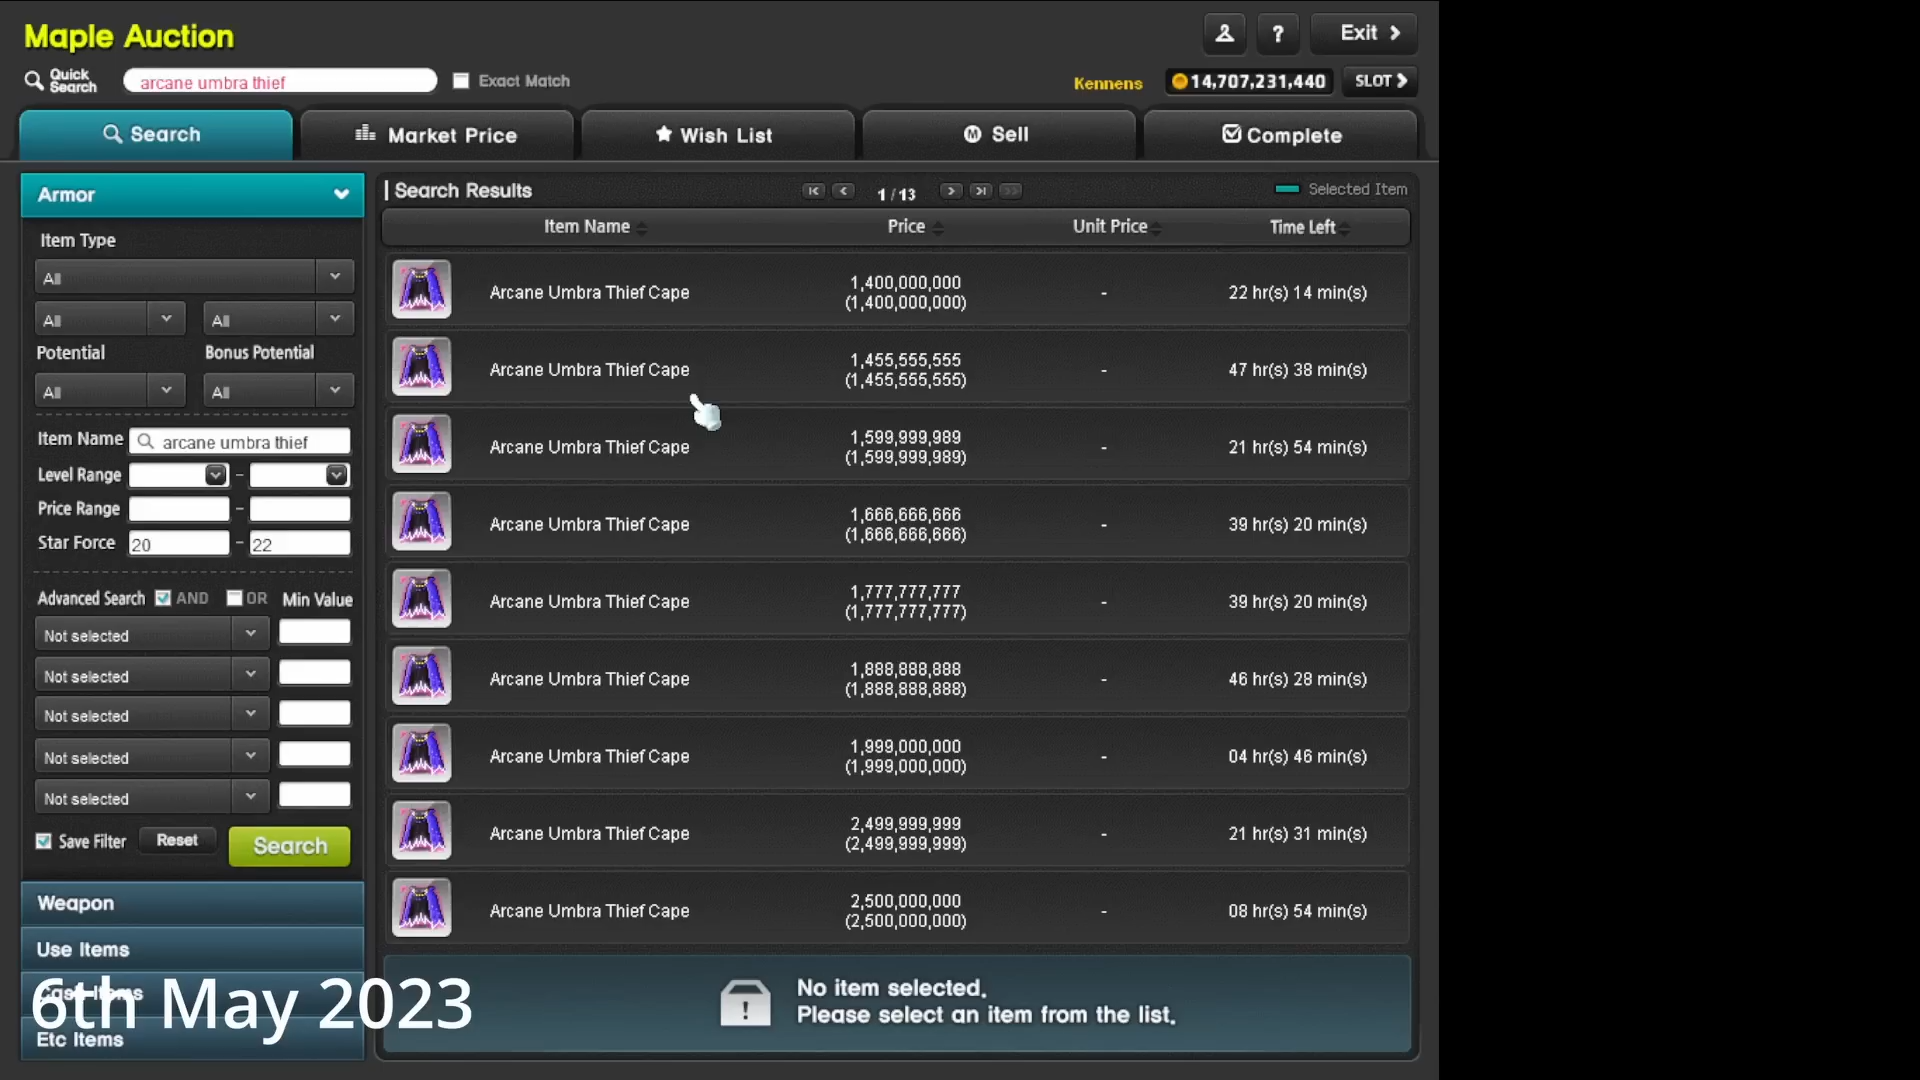 Maple Auction
Exit
Quick Search
arcane umbra thief
Exact Match
Kennens
14,707,231,440
SLOT
Search
Market Price
Wish List
Sell
Complete
Armor
Item Type
All
All
All
Potential
Bonus Potential
All
All
Item Name
arcane umbra thief
Level Range
-
Price Range
-
Star Force
20
-
22
Advanced Search
AND
OR
Min Value
Not selected
Not selected
Not selected
Not selected
Not selected
Save Filter
Reset
Search
Weapon
Use Items
Cash Items
Etc Items
6th May 2023
Search Results
1 / 13
Selected Item
Item Name
Price
Unit Price
Time Left
Arcane Umbra Thief Cape
1,400,000,000
(1,400,000,000)
-
22 hr(s) 14 min(s)
Arcane Umbra Thief Cape
1,455,555,555
(1,455,555,555)
-
47 hr(s) 38 min(s)
Arcane Umbra Thief Cape
1,599,999,989
(1,599,999,989)
-
21 hr(s) 54 min(s)
Arcane Umbra Thief Cape
1,666,666,666
(1,666,666,666)
-
39 hr(s) 20 min(s)
Arcane Umbra Thief Cape
1,777,777,777
(1,777,777,777)
-
39 hr(s) 20 min(s)
Arcane Umbra Thief Cape
1,888,888,888
(1,888,888,888)
-
46 hr(s) 28 min(s)
Arcane Umbra Thief Cape
1,999,000,000
(1,999,000,000)
-
04 hr(s) 46 min(s)
Arcane Umbra Thief Cape
2,499,999,999
(2,499,999,999)
-
21 hr(s) 31 min(s)
Arcane Umbra Thief Cape
2,500,000,000
(2,500,000,000)
-
08 hr(s) 54 min(s)
No item selected.
Please select an item from the list.